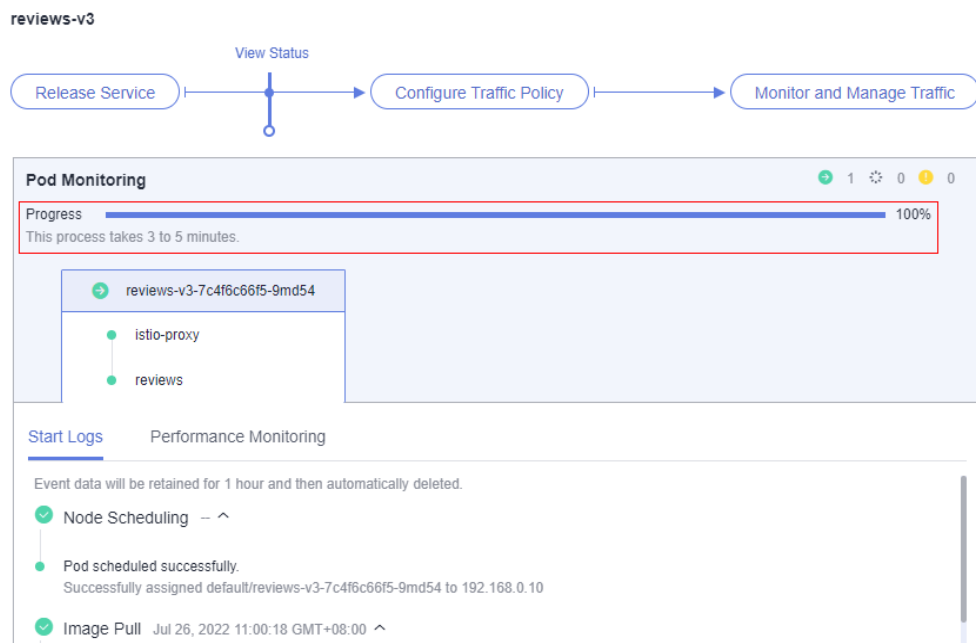 reviews-v3
View Status
Release Service
Configure Traffic Policy
Monitor and Manage Traffic
Pod Monitoring
1 0 0
Progress 100%
This process takes 3 to 5 minutes.
reviews-v3-7c4f6c66f5-9md54
istio-proxy
reviews
Start Logs Performance Monitoring
Event data will be retained for 1 hour and then automatically deleted.
Node Scheduling --
Pod scheduled successfully.
Successfully assigned default/reviews-v3-7c4f6c66f5-9md54 to 192.168.0.10
Image Pull Jul 26, 2022 11:00:18 GMT+08:00